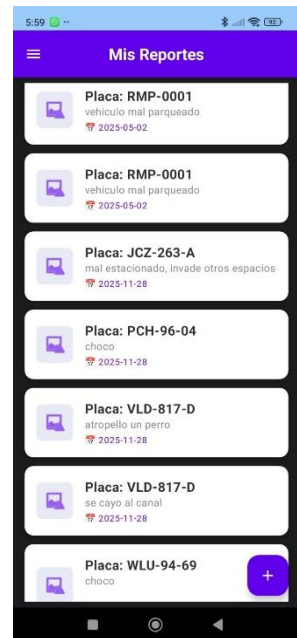 5:59
92
Mis Reportes
Placa: RMP-0001
vehiculo mal parqueado
2025-05-02
Placa: RMP-0001
vehiculo mal parqueado
2025-05-02
Placa: JCZ-263-A
mal estacionado, invade otros espacios
2025-11-28
Placa: PCH-96-04
choco
2025-11-28
Placa: VLD-817-D
atropello un perro
2025-11-28
Placa: VLD-817-D
se cayo al canal
2025-11-28
Placa: WLU-94-69
choco
+